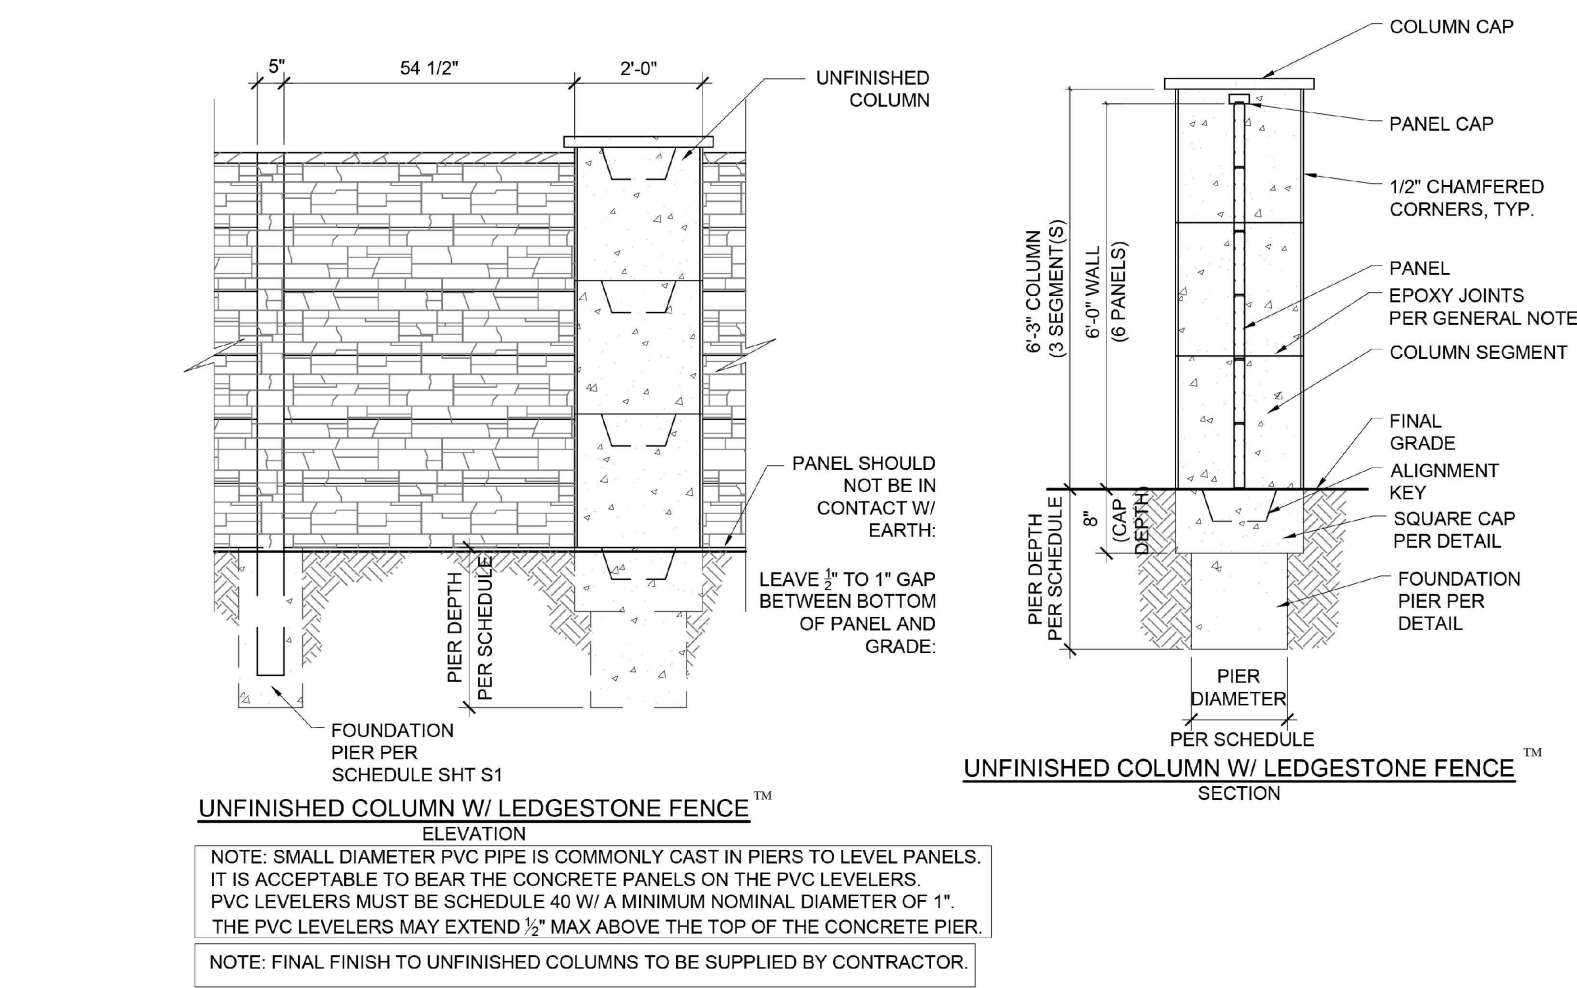 5"
54 1/2"
2'-0"
UNFINISHED
COLUMN
PANEL SHOULD
NOT BE IN
CONTACT W/
EARTH:
LEAVE ½" TO 1" GAP
BETWEEN BOTTOM
OF PANEL AND
GRADE:
PIER DEPTH
PER SCHEDULE
FOUNDATION
PIER PER
SCHEDULE SHT S1
UNFINISHED COLUMN W/ LEDGESTONE FENCE™
ELEVATION
NOTE: SMALL DIAMETER PVC PIPE IS COMMONLY CAST IN PIERS TO LEVEL PANELS.
IT IS ACCEPTABLE TO BEAR THE CONCRETE PANELS ON THE PVC LEVELERS.
PVC LEVELERS MUST BE SCHEDULE 40 W/ A MINIMUM NOMINAL DIAMETER OF 1".
THE PVC LEVELERS MAY EXTEND ½" MAX ABOVE THE TOP OF THE CONCRETE PIER.
NOTE: FINAL FINISH TO UNFINISHED COLUMNS TO BE SUPPLIED BY CONTRACTOR.
COLUMN CAP
PANEL CAP
1/2" CHAMFERED
CORNERS, TYP.
PANEL
EPOXY JOINTS
PER GENERAL NOTE
COLUMN SEGMENT
FINAL
GRADE
ALIGNMENT
KEY
SQUARE CAP
PER DETAIL
FOUNDATION
PIER PER
DETAIL
6'-3" COLUMN
(3 SEGMENT(S)
6'-0" WALL
(6 PANELS)
8"
(CAP
DEPTH)
PIER DEPTH
PER SCHEDULE
PIER
DIAMETER
PER SCHEDULE
UNFINISHED COLUMN W/ LEDGESTONE FENCE ™
SECTION